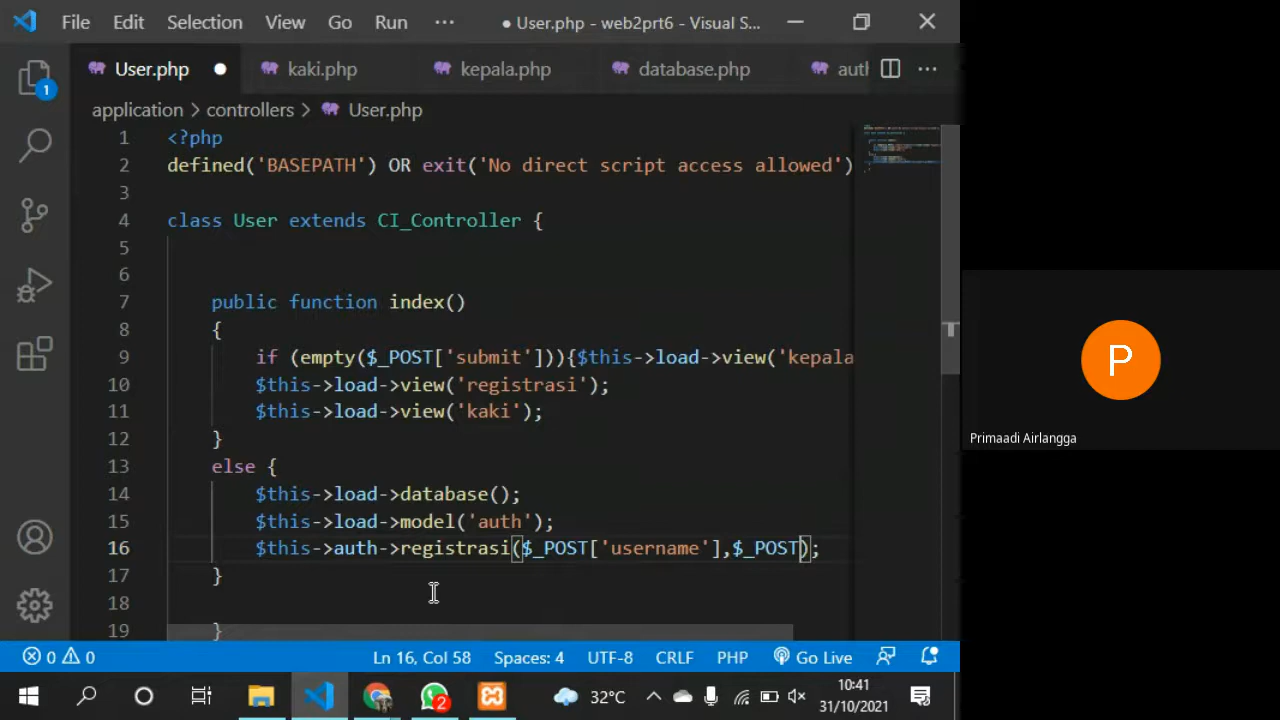 File Edit Selection View Go Run ··· ● User.php - web2prt6 - Visual S...
User.php ● kaki.php kepala.php database.php auth ···
1
application > controllers > User.php
1 <?php
2 defined('BASEPATH') OR exit('No direct script access allowed')
3
4 class User extends CI_Controller {
5
6
7 public function index()
8 {
9 if (empty($_POST['submit'])){$this->load->view('kepala
10 $this->load->view('registrasi');
11 $this->load->view('kaki');
12 }
13 else {
14 $this->load->database();
15 $this->load->model('auth');
16 $this->auth->registrasi($_POST['username'],$_POST);
17 }
18
19 }
P
Primaadi Airlangga
0 0 Ln 16, Col 58 Spaces: 4 UTF-8 CRLF PHP Go Live
2 32°C 10:41
31/10/2021